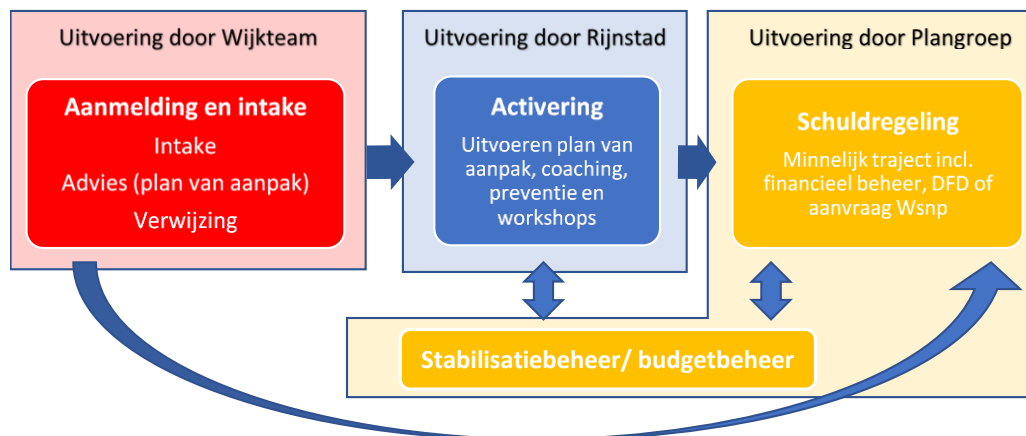 Uitvoering door Wijkteam
Aanmelding en intake
Intake
Advies (plan van aanpak)
Verwijzing
Uitvoering door Rijnstad
Activering
Uitvoeren plan van
aanpak, coaching,
preventie en
workshops
Uitvoering door Plangroep
Schuldregeling
Minnelijk traject incl.
financieel beheer, DFD of
aanvraag Wsnp
Stabilisatiebeheer/ budgetbeheer